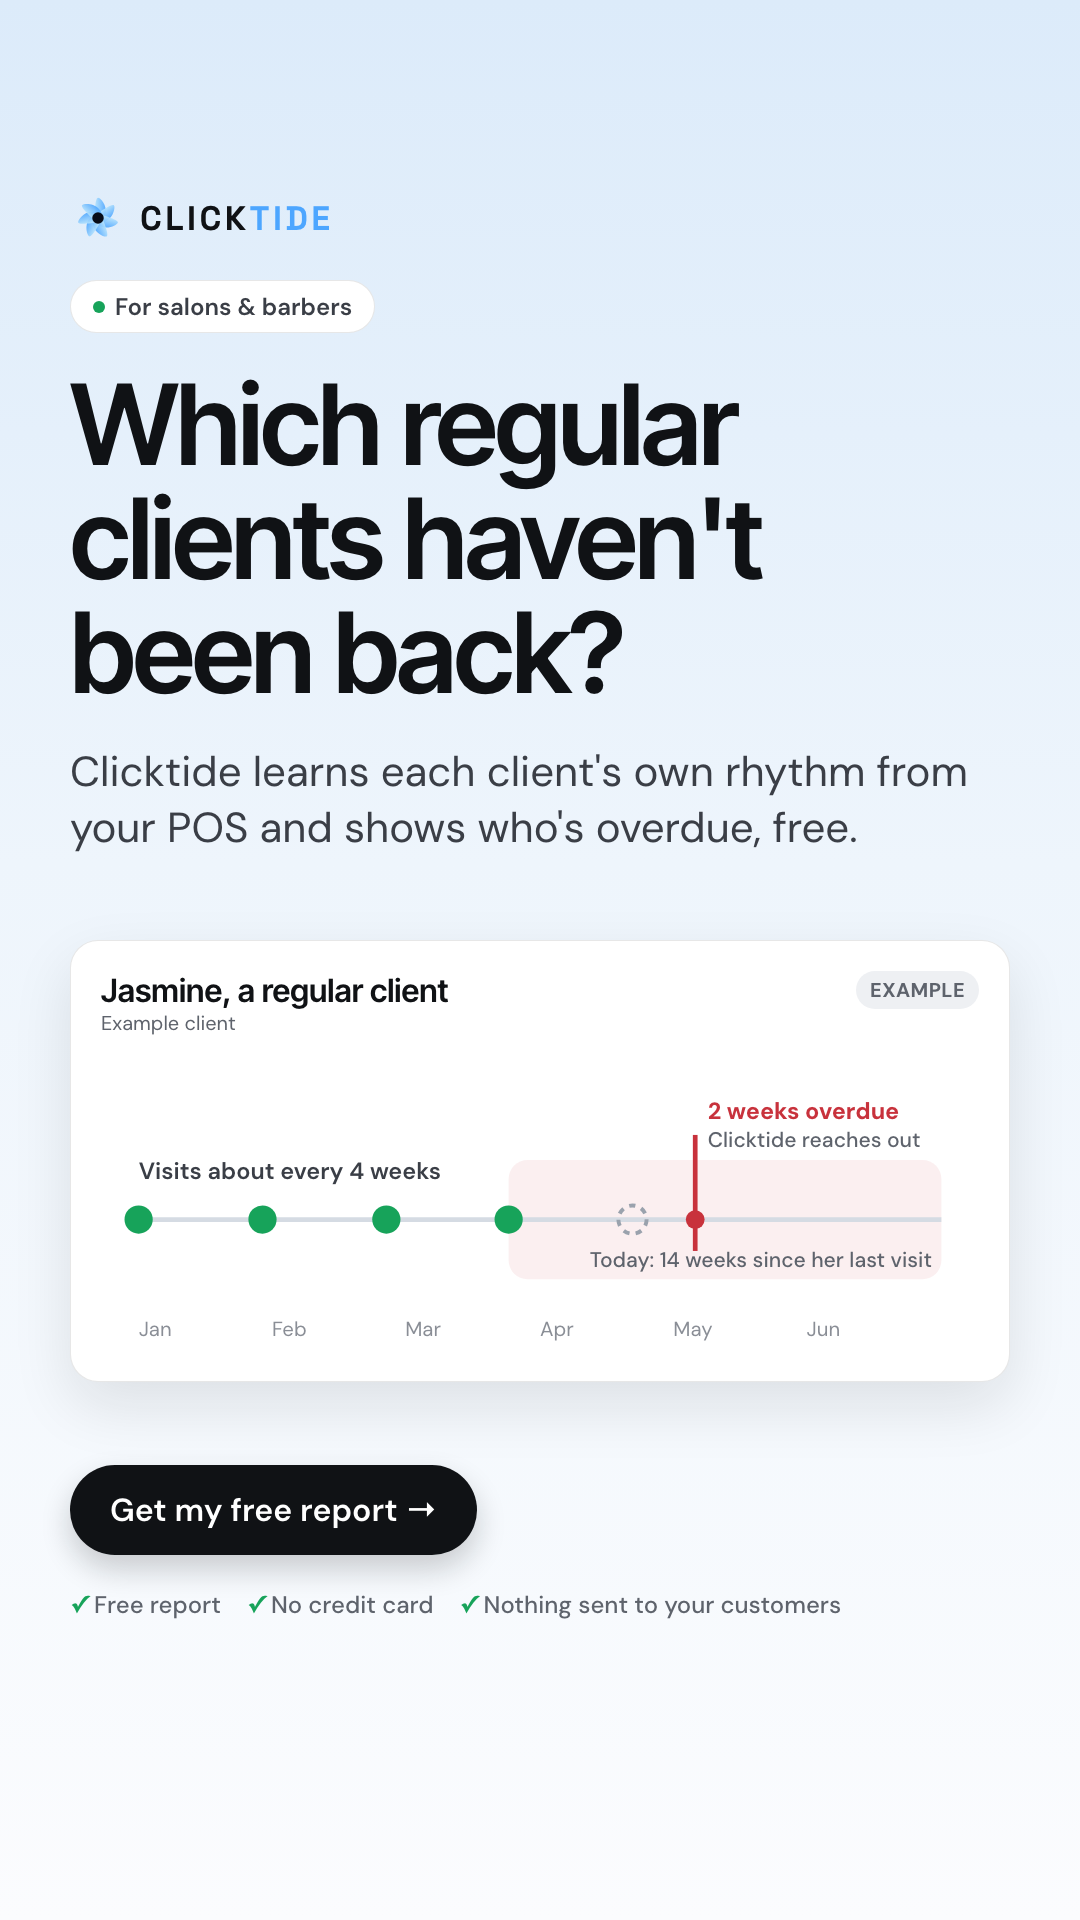 CLICKTIDE
For salons & barbers
Which regular
clients haven't
been back?
Clicktide learns each client's own rhythm from
your POS and shows who's overdue, free.
Jasmine, a regular client
EXAMPLE
Example client
2 weeks overdue
Clicktide reaches out
Visits about every 4 weeks
Today: 14 weeks since her last visit
Jan Feb Mar Apr May Jun
Get my free report →
✓ Free report ✓ No credit card ✓ Nothing sent to your customers